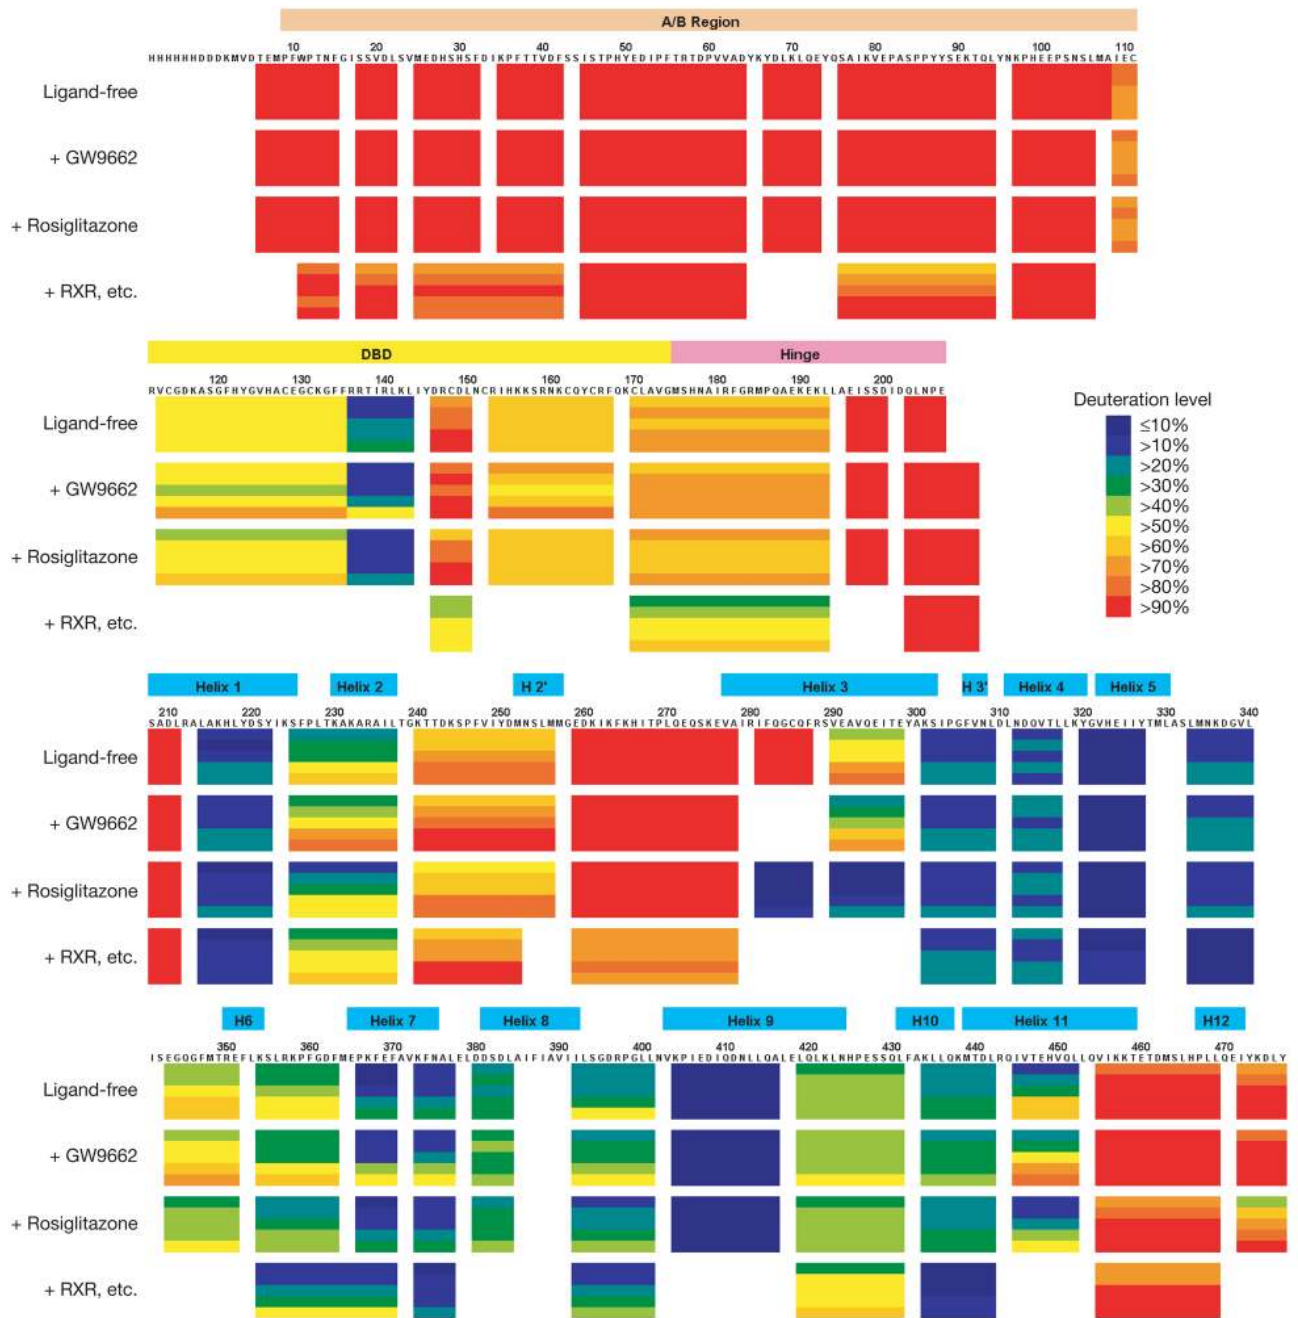 A/B Region
10 20 30 40 50 60 70 80 90 100 110
HHHHHHDDDKMVDTEMPFWPTNFGISSVDLSVMEDHSHSFDIKPFTTVDFSSISTPHYEDIPFTRTDPVVADYKYDLKLQEYQSAIKVEPASPPYYSEKTQLYNKPHEEPSNSLMAIEC
Ligand-free
+ GW9662
+ Rosiglitazone
+ RXR, etc.
DBD Hinge
120 130 140 150 160 170 180 190 200
RVCGDKASGFHYGVHACEGCKGFFRRTIRLKLIYDRCDLNCRIHKKSRNKCQYCRFQKCLAVGMSHNAIRFGRMPQAEKEKLLAEISSDIDQLNPE
Ligand-free
+ GW9662
+ Rosiglitazone
+ RXR, etc.
Deuteration level
≤10%
>10%
>20%
>30%
>40%
>50%
>60%
>70%
>80%
>90%
Helix 1 Helix 2 H 2' Helix 3 H 3' Helix 4 Helix 5
210 220 230 240 250 260 270 280 290 300 310 320 330 340
SADLRALAKHLYDSYIKSFPLTKAKARAILTGKTTDKSPFVIYDMNSLMMGEDKIKFKHITPLQEQSKEVAIRIFQGCQFRSVEAVQEITEYAKSIPGFVNLDLNDQVTLLKYGVHEIIYTMLASLMNKDGVL
Ligand-free
+ GW9662
+ Rosiglitazone
+ RXR, etc.
H6 Helix 7 Helix 8 Helix 9 H10 Helix 11 H12
350 360 370 380 390 400 410 420 430 440 450 460 470
ISEGQGFMTREFLKSLRKPFGDFMEPKFEFAVKFNALELDDSDLAIFIAVIILSGDRPGLLNVKPIEDIQDNLLQALELQLKLNHPESSQLFAKLLQKMTDLRQIVTEHVQLLQVIKKTETDMSLHPLLQEIYKDLY
Ligand-free
+ GW9662
+ Rosiglitazone
+ RXR, etc.